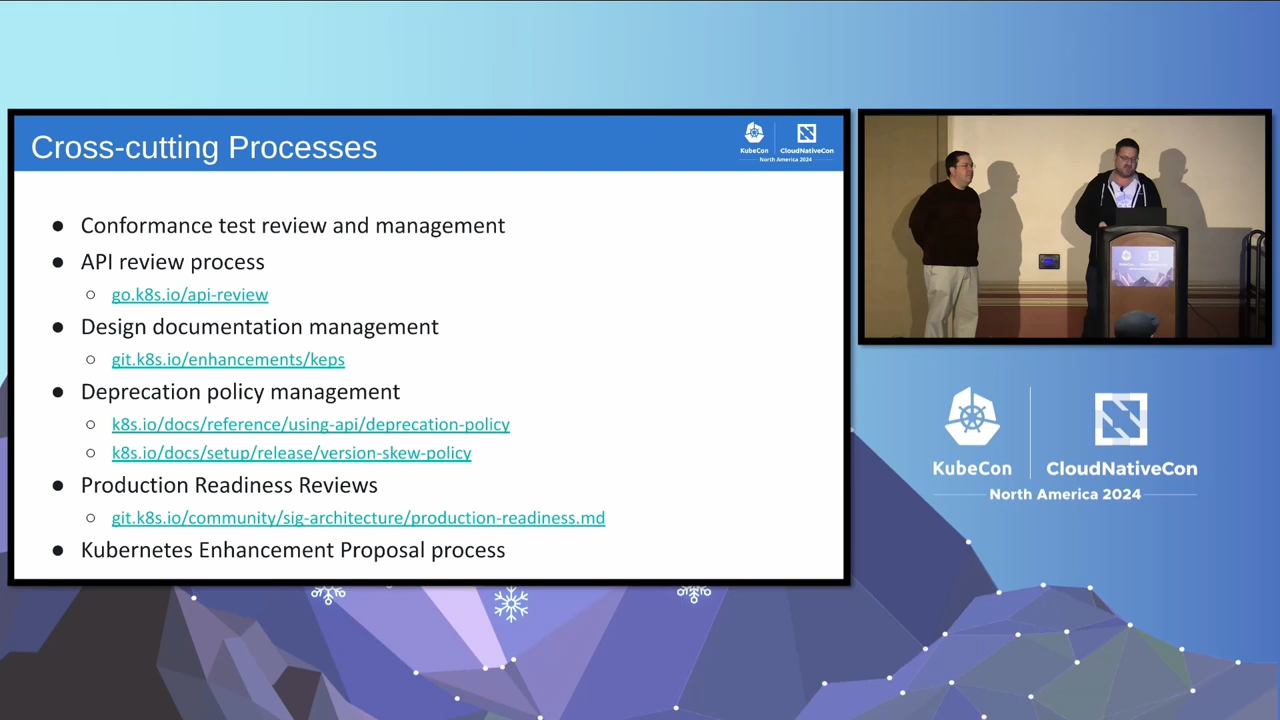 Cross-cutting Processes
KubeCon
CloudNativeCon
North America 2024
● Conformance test review and management
● API review process
○ go.k8s.io/api-review
● Design documentation management
○ git.k8s.io/enhancements/keps
● Deprecation policy management
○ k8s.io/docs/reference/using-api/deprecation-policy
○ k8s.io/docs/setup/release/version-skew-policy
● Production Readiness Reviews
○ git.k8s.io/community/sig-architecture/production-readiness.md
● Kubernetes Enhancement Proposal process
KubeCon
CloudNativeCon
North America 2024